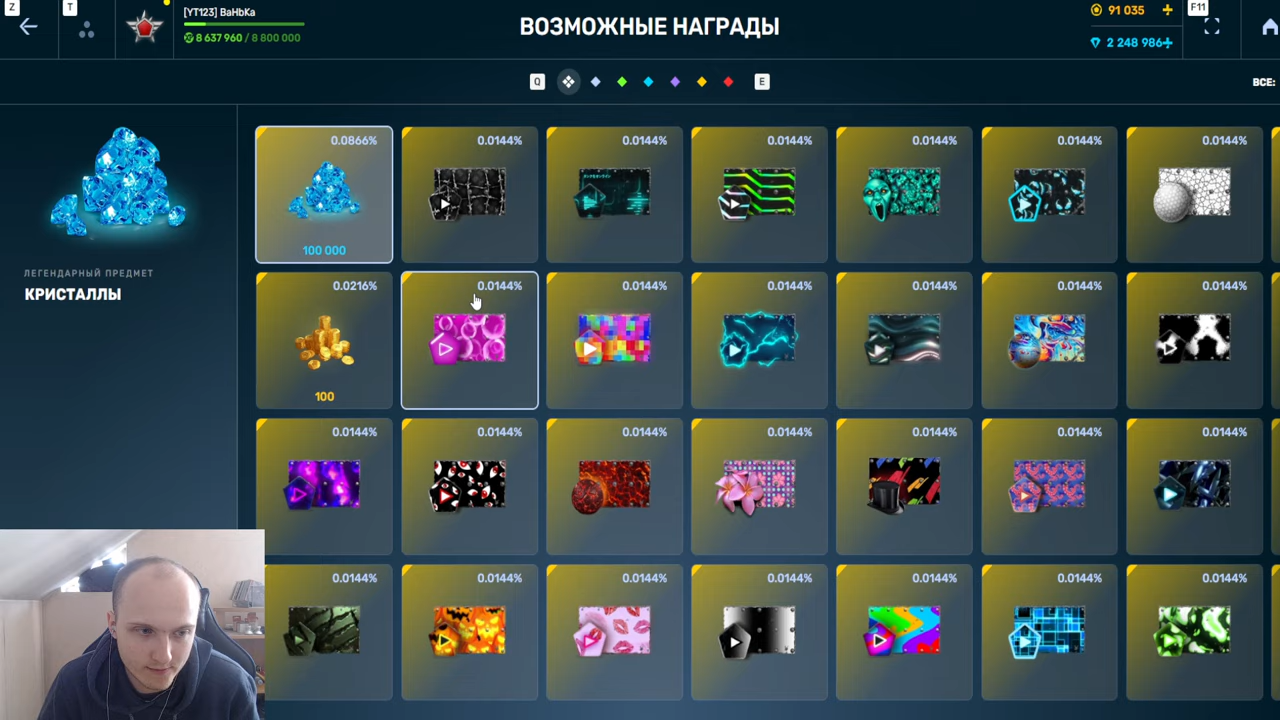 Z
T
[YT123] BaHbKa
8 637 960 / 8 800 000
ВОЗМОЖНЫЕ НАГРАДЫ
91 035
2 248 986
F11
Q
E
ВСЕ:
ЛЕГЕНДАРНЫЙ ПРЕДМЕТ
КРИСТАЛЛЫ
0.0866% 0.0144% 0.0144% 0.0144% 0.0144% 0.0144% 0.0144%
100 000
0.0216% 0.0144% 0.0144% 0.0144% 0.0144% 0.0144% 0.0144%
100
0.0144% 0.0144% 0.0144% 0.0144% 0.0144% 0.0144% 0.0144%
0.0144% 0.0144% 0.0144% 0.0144% 0.0144% 0.0144% 0.0144%